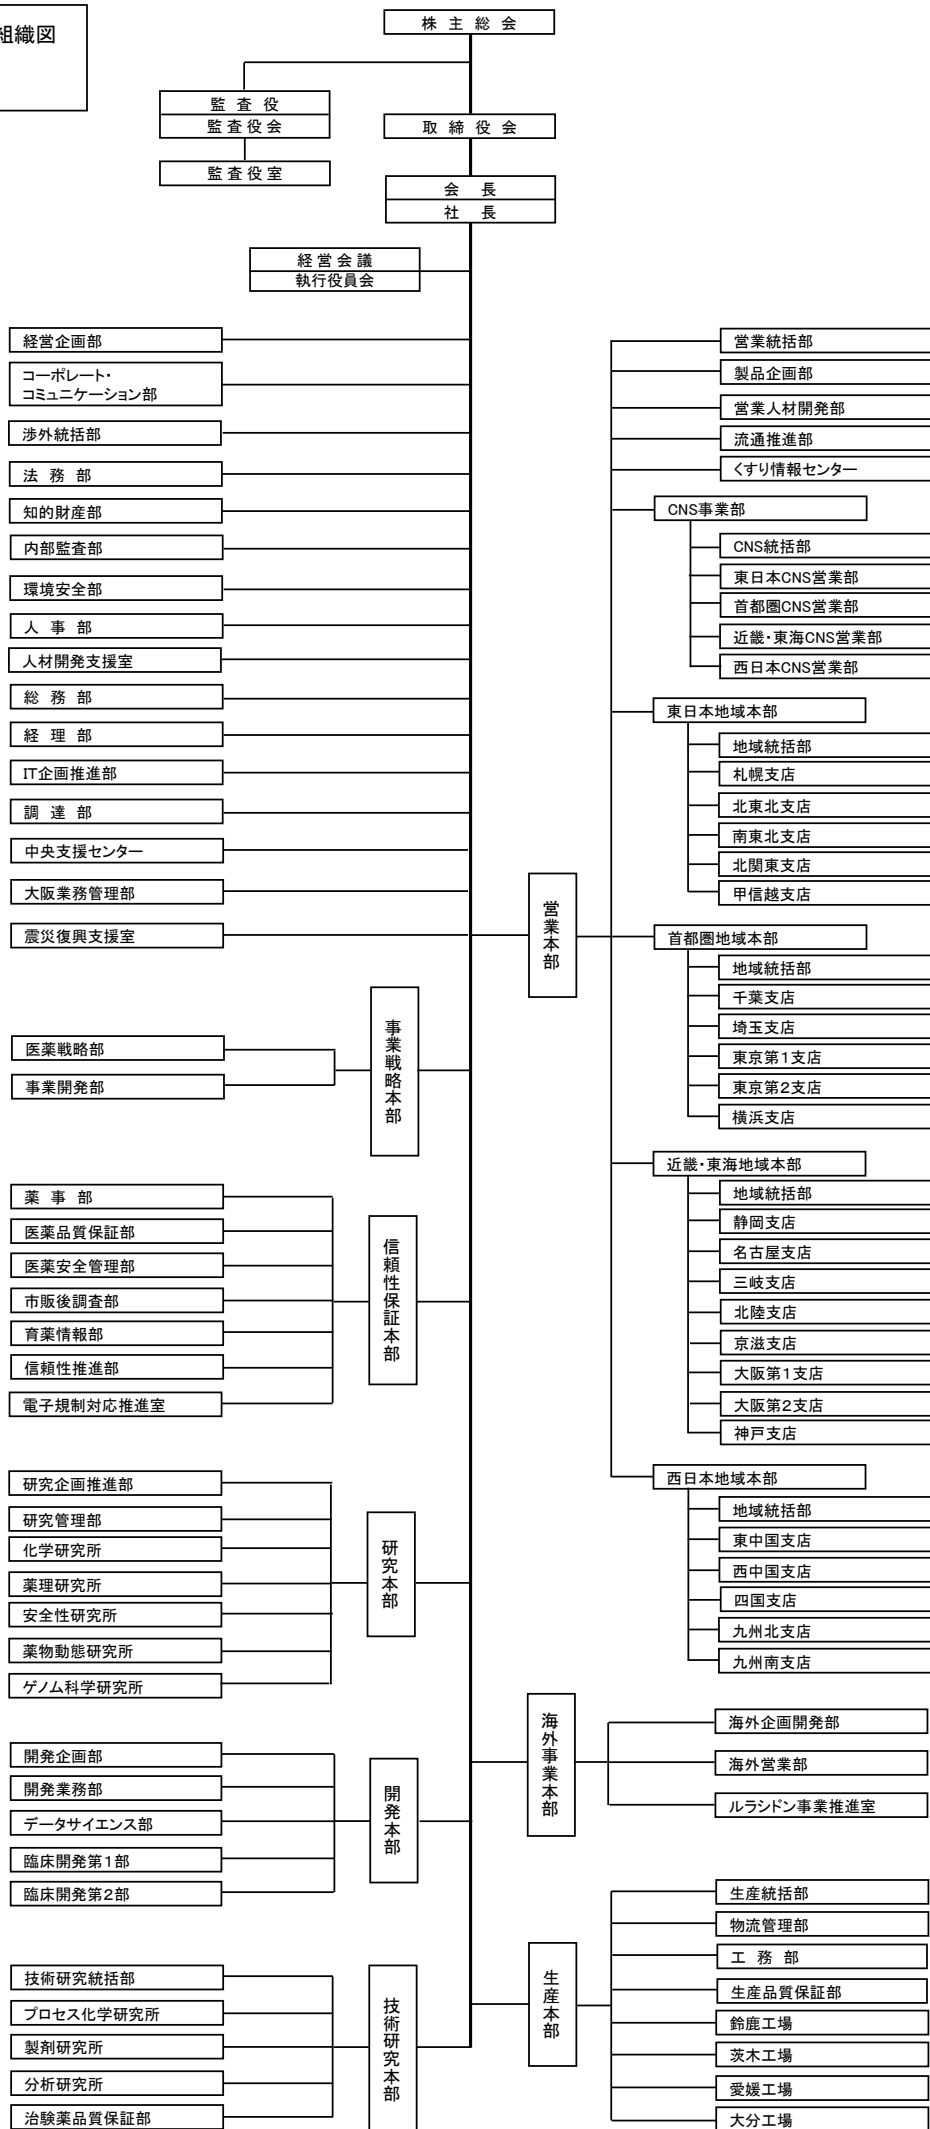 組織図
株 主 総 会
監 査 役
監 査 役 会
取 締 役 会
監 査 役 室
会 長
社 長
経 営 会 議
執行役員会
経営企画部
コーポレート・
コミュニケーション部
渉外統括部
法 務 部
知的財産部
内部監査部
環境安全部
人 事 部
人材開発支援室
総 務 部
経 理 部
IT企画推進部
調 達 部
中央支援センター
大阪業務管理部
震災復興支援室
事業戦略本部
医薬戦略部
事業開発部
信頼性保証本部
薬 事 部
医薬品質保証部
医薬安全管理部
市販後調査部
育薬情報部
信頼性推進部
電子規制対応推進室
研究本部
研究企画推進部
研究管理部
化学研究所
薬理研究所
安全性研究所
薬物動態研究所
ゲノム科学研究所
開発本部
開発企画部
開発業務部
データサイエンス部
臨床開発第1部
臨床開発第2部
技術研究本部
技術研究統括部
プロセス化学研究所
製剤研究所
分析研究所
治験薬品質保証部
営業本部
営業統括部
製品企画部
営業人材開発部
流通推進部
くすり情報センター
CNS事業部
CNS統括部
東日本CNS営業部
首都圏CNS営業部
近畿・東海CNS営業部
西日本CNS営業部
東日本地域本部
地域統括部
札幌支店
北東北支店
南東北支店
北関東支店
甲信越支店
首都圏地域本部
地域統括部
千葉支店
埼玉支店
東京第1支店
東京第2支店
横浜支店
近畿・東海地域本部
地域統括部
静岡支店
名古屋支店
三岐支店
北陸支店
京滋支店
大阪第1支店
大阪第2支店
神戸支店
西日本地域本部
地域統括部
東中国支店
西中国支店
四国支店
九州北支店
九州南支店
海外事業本部
海外企画開発部
海外営業部
ルラシドン事業推進室
生産本部
生産統括部
物流管理部
工 務 部
生産品質保証部
鈴鹿工場
茨木工場
愛媛工場
大分工場